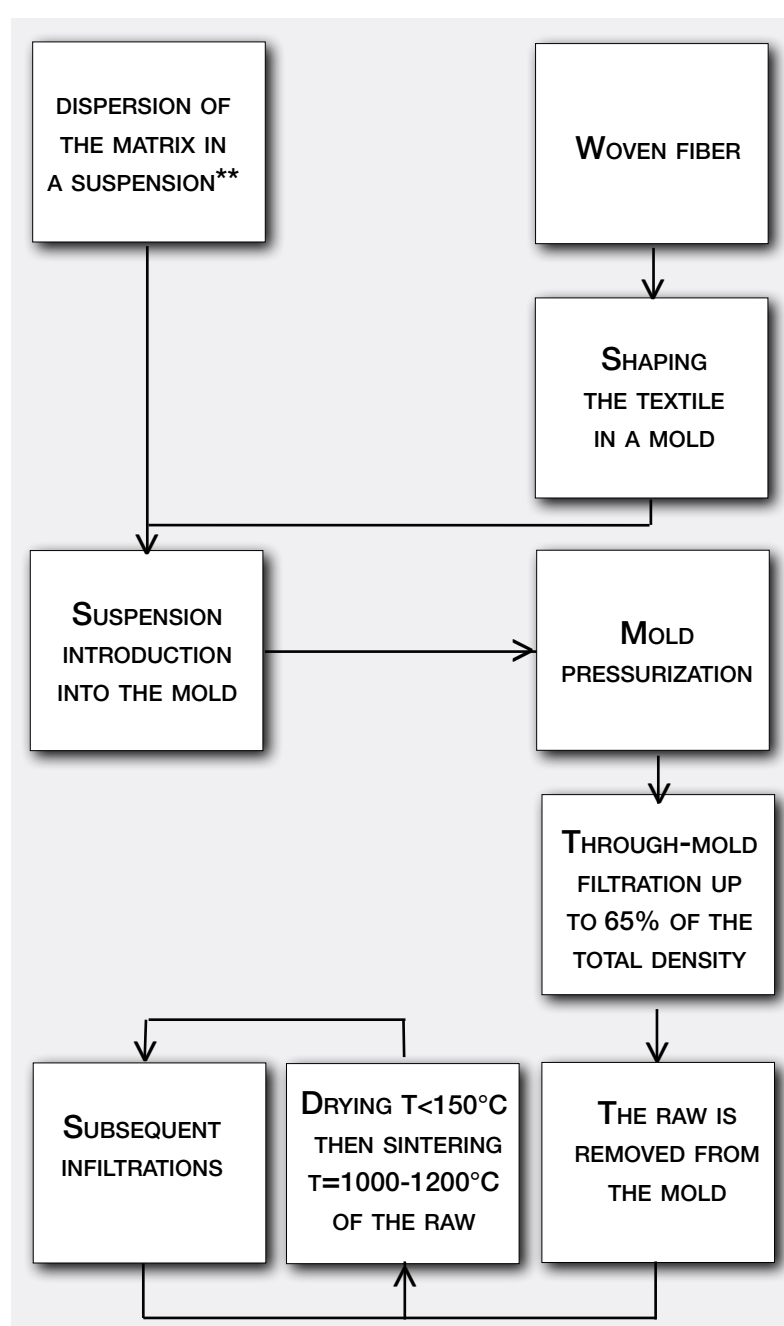 DISPERSION OF
THE MATRIX IN
A SUSPENSION**
WOVEN FIBER
SHAPING
THE TEXTILE
IN A MOLD
SUSPENSION
INTRODUCTION
INTO THE MOLD
MOLD
PRESSURIZATION
THROUGH-MOLD
FILTRATION UP
TO 65% OF THE
TOTAL DENSITY
SUBSEQUENT
INFILTRATIONS
DRYING T<150°C
THEN SINTERING
T=1000-1200°C
OF THE RAW
THE RAW IS
REMOVED FROM
THE MOLD